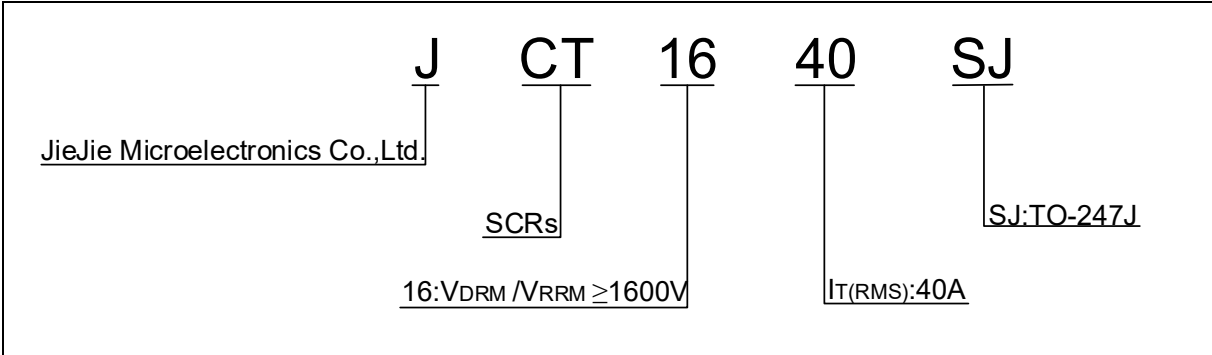 J CT 16 40 SJ
JieJie Microelectronics Co.,Ltd.
SCRs
SJ:TO-247J
16:VDRM /VRRM ≥1600V
IT(RMS):40A